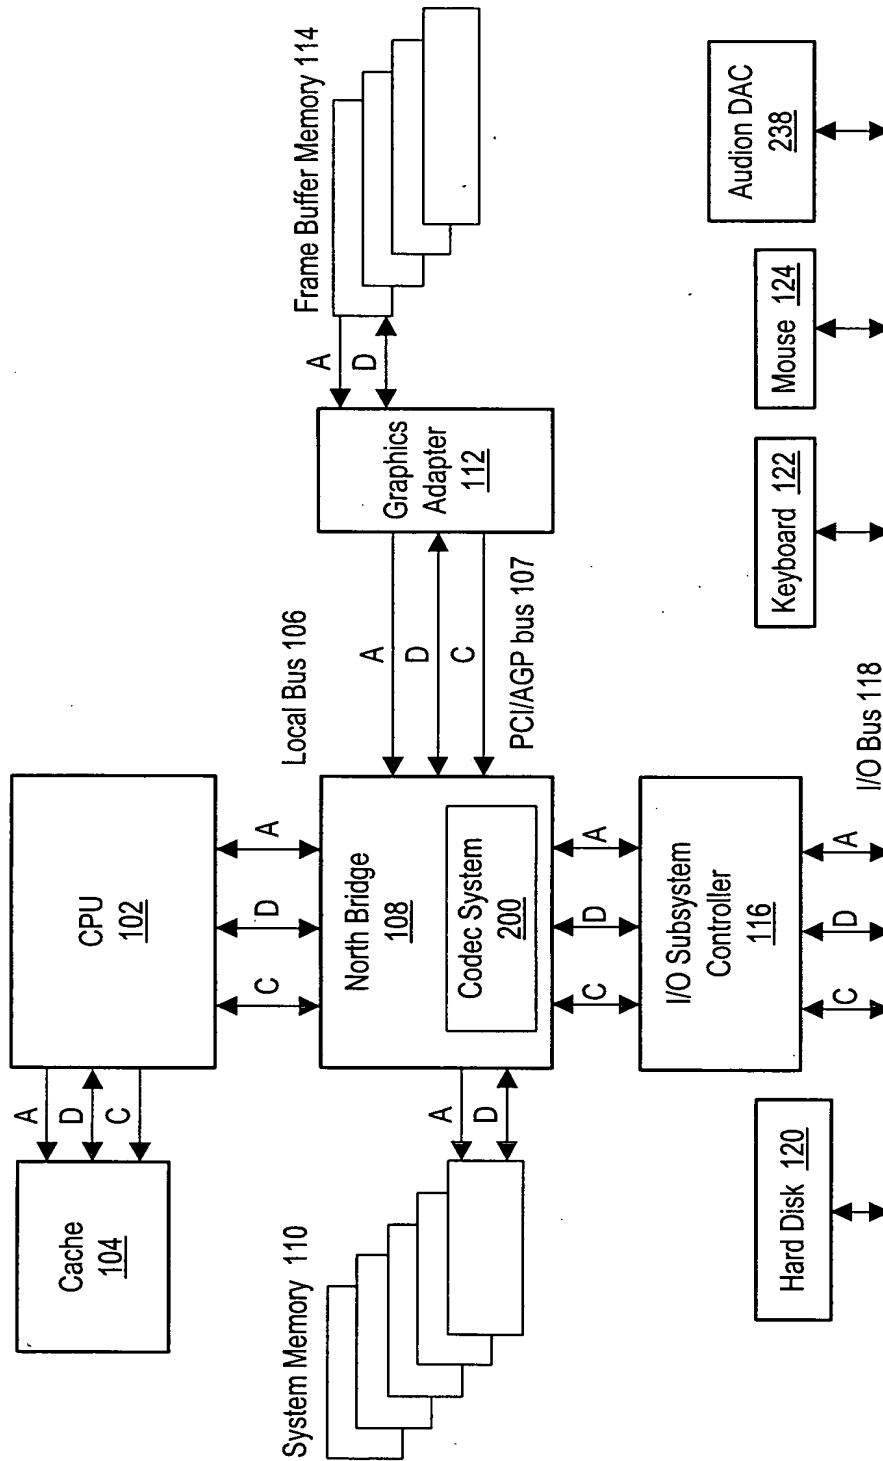 Cache
104
A
D
C
CPU
102
C
D
A
Local Bus 106
System Memory 110
A
D
North Bridge
108
Codec System
200
A
D
C
PCI/AGP bus 107
Graphics
Adapter
112
A
D
Frame Buffer Memory 114
C
D
A
I/O Subsystem
Controller
116
C
D
A
I/O Bus 118
Hard Disk 120
Keyboard 122
Mouse 124
Audion DAC
238